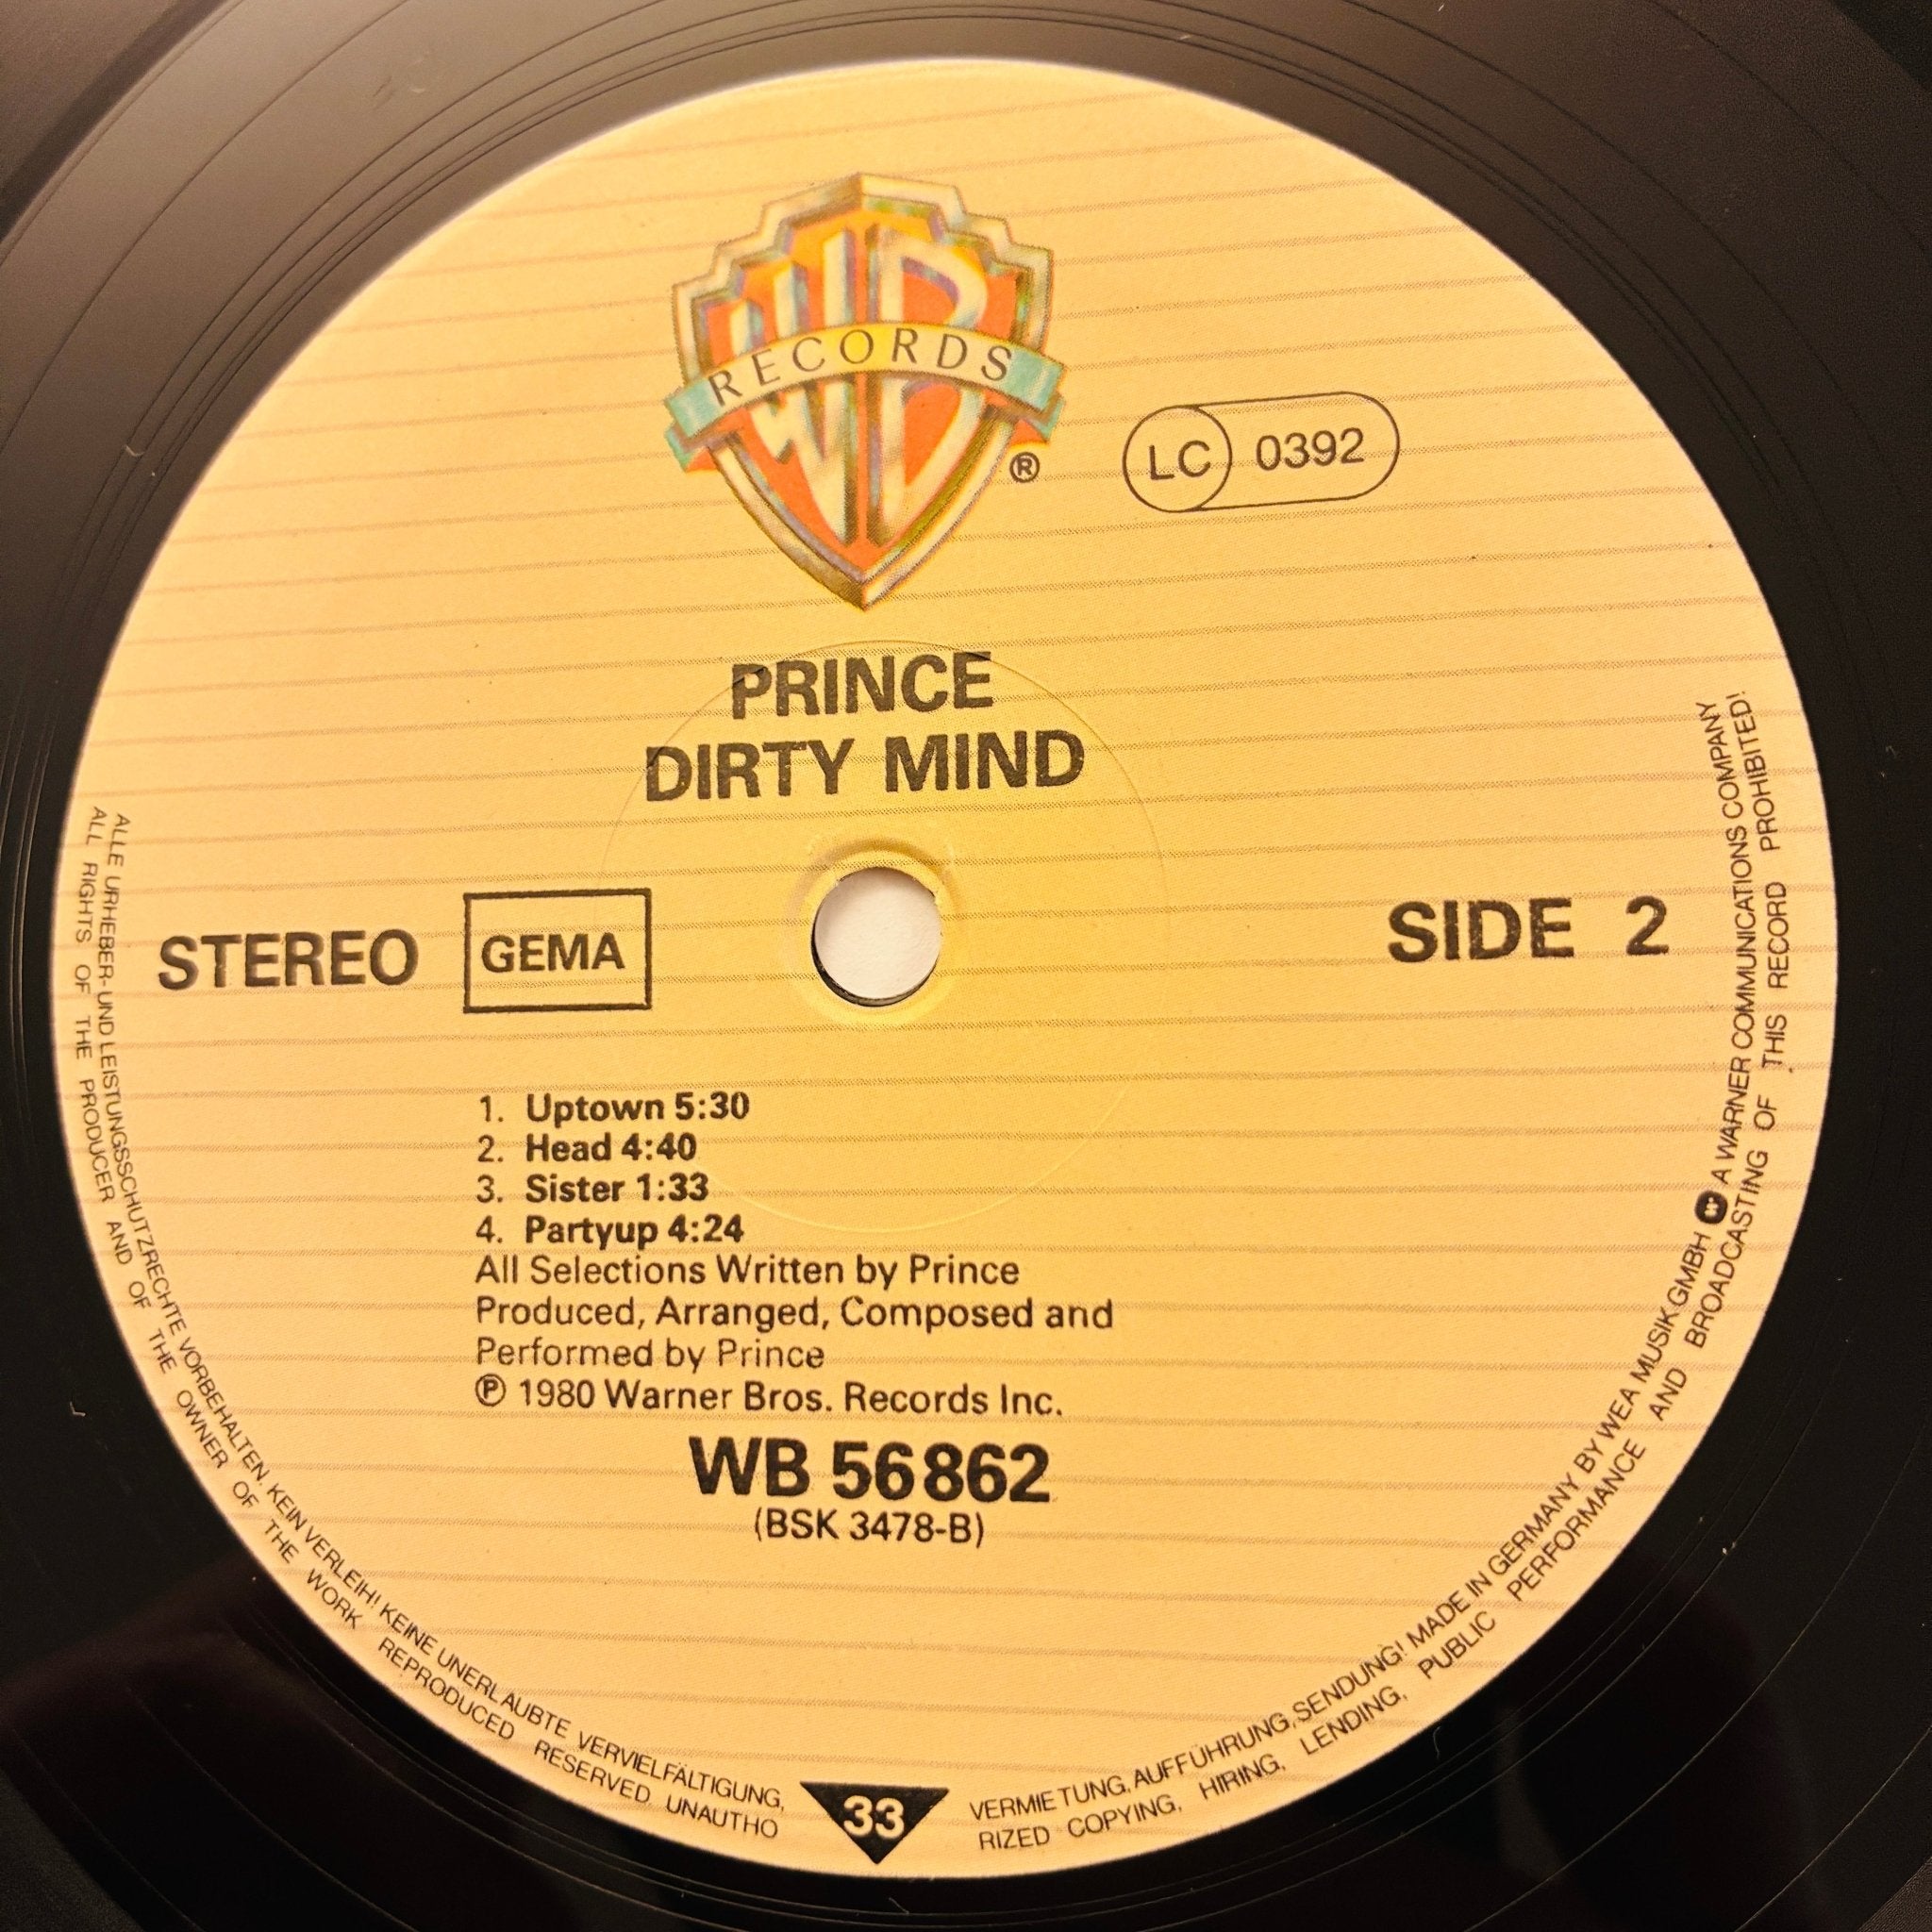 WB
RECORDS
®
LC 0392
PRINCE
DIRTY MIND
STEREO GEMA
SIDE 2
1. Uptown 5:30
2. Head 4:40
3. Sister 1:33
4. Partyup 4:24
All Selections Written by Prince
Produced, Arranged, Composed and
Performed by Prince
℗ 1980 Warner Bros. Records Inc.
WB 56 862
(BSK 3478-B)
ALLE URHEBER- UND LEISTUNGSSCHUTZRECHTE VORBEHALTEN. KEIN VERLEIH! KEINE UNERLAUBTE VERVIELFÄLTIGUNG,
ALL RIGHTS OF THE PRODUCER AND OF THE OWNER OF THE WORK REPRODUCED RESERVED UNAUTHO
33
VERMIETUNG, AUFFÜHRUNG, SENDUNG! MADE IN GERMANY BY WEA MUSIK GMBH A WARNER COMMUNICATIONS COMPANY
RIZED COPYING, HIRING, LENDING, PUBLIC PERFORMANCE AND BROADCASTING OF THIS RECORD PROHIBITED!